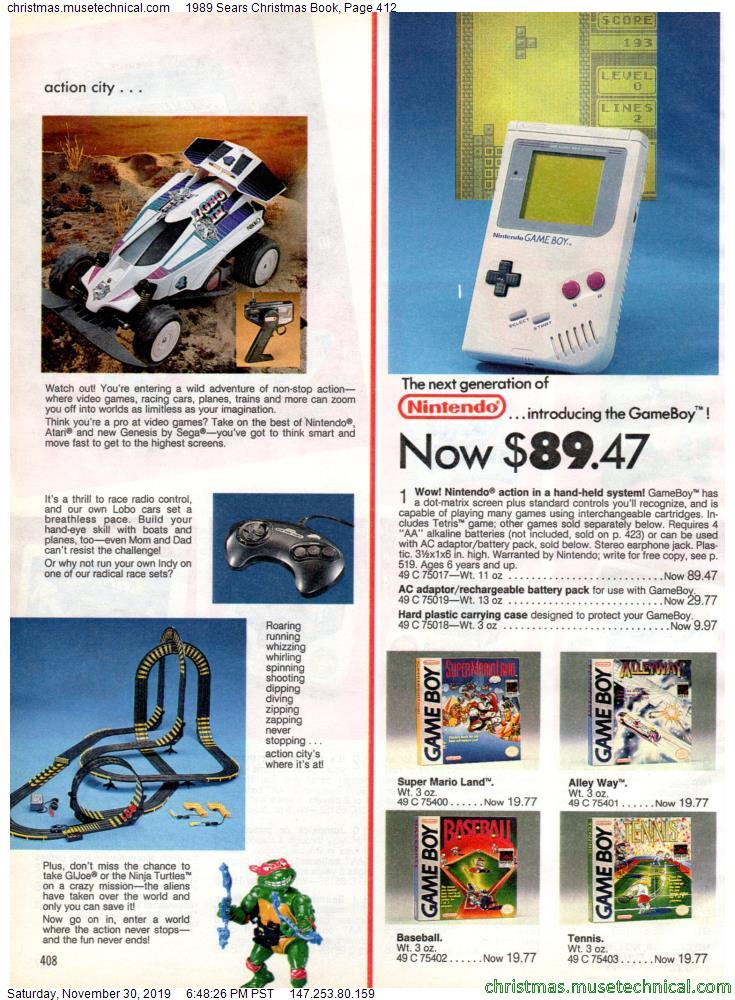 christmas.musetechnical.com 1989 Sears Christmas Book, Page 412
action city . . .
LOBO
II
Watch out! You're entering a wild adventure of non-stop action—
where video games, racing cars, planes, trains and more can zoom
you off into worlds as limitless as your imagination.
Think you're a pro at video games? Take on the best of Nintendo®,
Atari® and new Genesis by Sega®—you've got to think smart and
move fast to get to the highest screens.
It's a thrill to race radio control,
and our own Lobo cars set a
breathless pace. Build your
hand-eye skill with boats and
planes, too—even Mom and Dad
can't resist the challenge!
Or why not run your own Indy on
one of our radical race sets?
Roaring
running
whizzing
whirling
spinning
shooting
dipping
diving
zipping
zapping
never
stopping . . .
action city's
where it's at!
Plus, don't miss the chance to
take GIJoe® or the Ninja Turtles™
on a crazy mission—the aliens
have taken over the world and
only you can save it!
Now go on in, enter a world
where the action never stops—
and the fun never ends!
408
SCORE
193
LEVEL
0
LINES
2
Nintendo GAME BOY™
B A
SELECT START
The next generation of
Nintendo® . . . introducing the GameBoy™ !
Now $89.47
1 Wow! Nintendo® action in a hand-held system! GameBoy™ has
a dot-matrix screen plus standard controls you'll recognize, and is
capable of playing many games using interchangeable cartridges. In-
cludes Tetris™ game; other games sold separately below. Requires 4
"AA" alkaline batteries (not included, sold on p. 423) or can be used
with AC adaptor/battery pack, sold below. Stereo earphone jack. Plas-
tic. 3½x1x6 in. high. Warranted by Nintendo; write for free copy, see p.
519. Ages 6 years and up.
49 C 75017—Wt. 11 oz . . . . . Now 89.47
AC adaptor/rechargeable battery pack for use with GameBoy.
49 C 75019—Wt. 13 oz . . . . . Now 29.77
Hard plastic carrying case designed to protect your GameBoy.
49 C 75018—Wt. 3 oz . . . . . Now 9.97
GAME BOY
SUPER MARIO LAND
GAME BOY
ALLEYWAY
Super Mario Land™.
Wt. 3 oz.
49 C 75400 . . . . . . Now 19.77
Alley Way™.
Wt. 3 oz.
49 C 75401 . . . . . . Now 19.77
GAME BOY
BASEBALL
GAME BOY
TENNIS
Baseball.
Wt. 3 oz.
49 C 75402 . . . . . . Now 19.77
Tennis.
Wt. 3 oz.
49 C 75403 . . . . . . Now 19.77
Saturday, November 30, 2019 6:48:26 PM PST 147.253.80.159
christmas.musetechnical.com